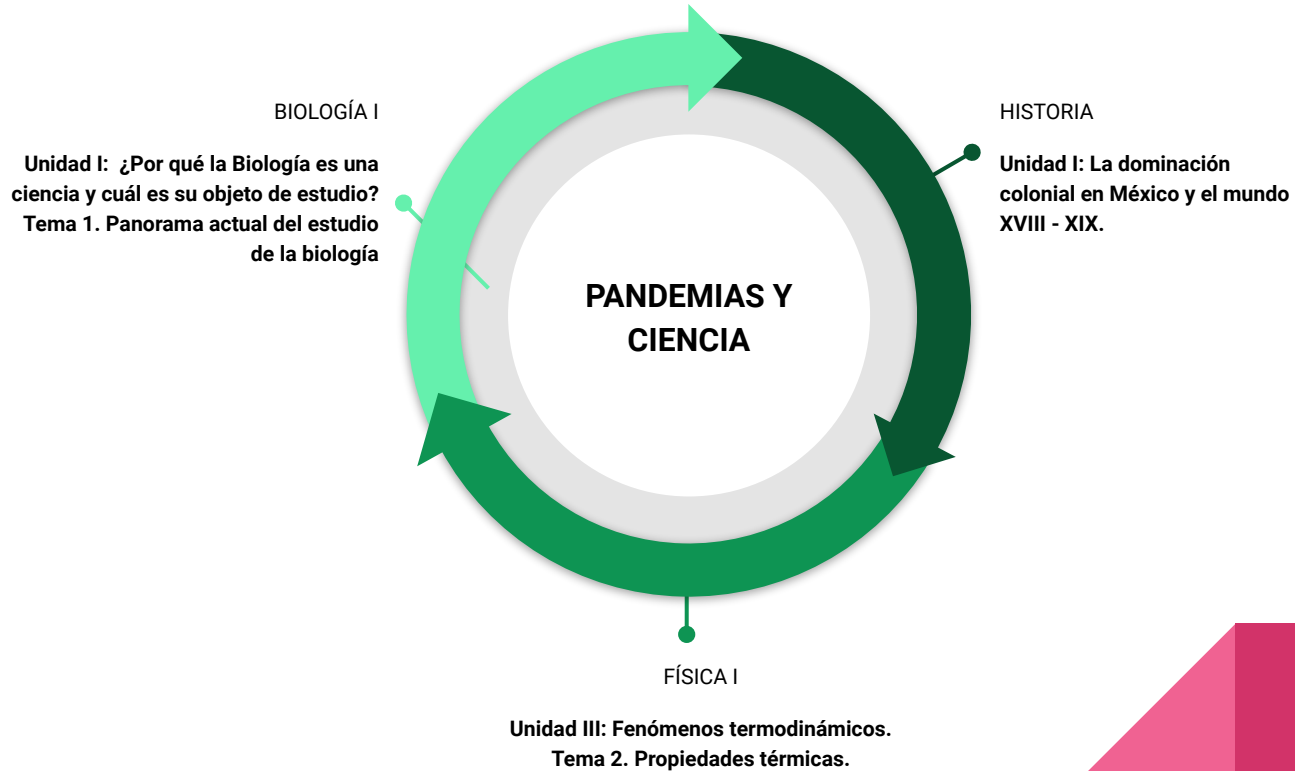 BIOLOGÍA I
Unidad I:  ¿Por qué la Biología es una
ciencia y cuál es su objeto de estudio?
Tema 1. Panorama actual del estudio
de la biología
HISTORIA
Unidad I: La dominación
colonial en México y el mundo
XVIII - XIX.
PANDEMIAS Y
CIENCIA
FÍSICA I
Unidad III: Fenómenos termodinámicos.
Tema 2. Propiedades térmicas.